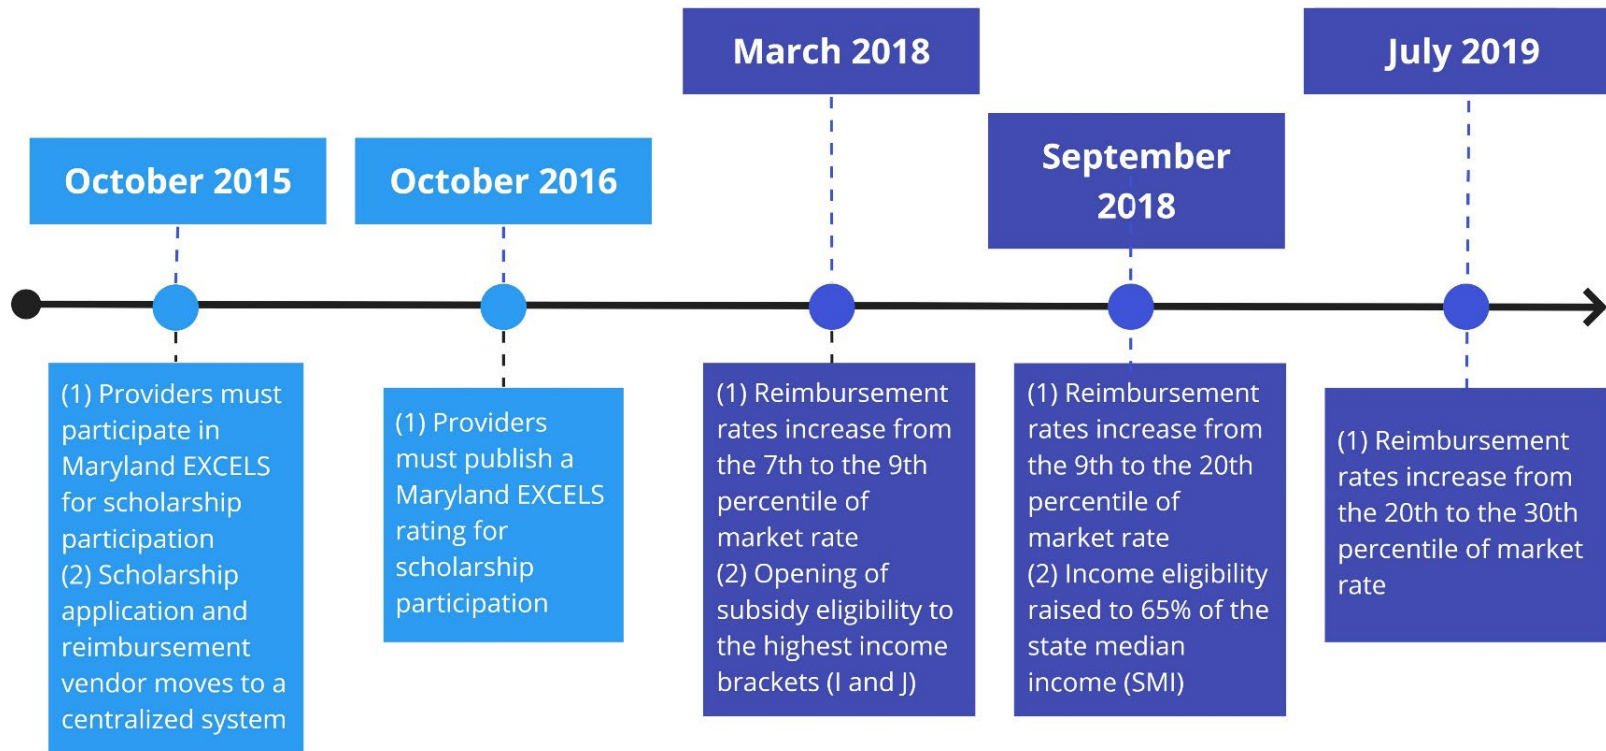 October 2015
(1) Providers must
participate in
Maryland EXCELS
for scholarship
participation
(2) Scholarship
application and
reimbursement
vendor moves to a
centralized system
October 2016
(1) Providers
must publish a
Maryland EXCELS
rating for
scholarship
participation
March 2018
(1) Reimbursement
rates increase from
the 7th to the 9th
percentile of
market rate
(2) Opening of
subsidy eligibility to
the highest income
brackets (I and J)
September
2018
(1) Reimbursement
rates increase from
the 9th to the 20th
percentile of
market rate
(2) Income eligibility
raised to 65% of the
state median
income (SMI)
July 2019
(1) Reimbursement
rates increase from
the 20th to the 30th
percentile of market
rate